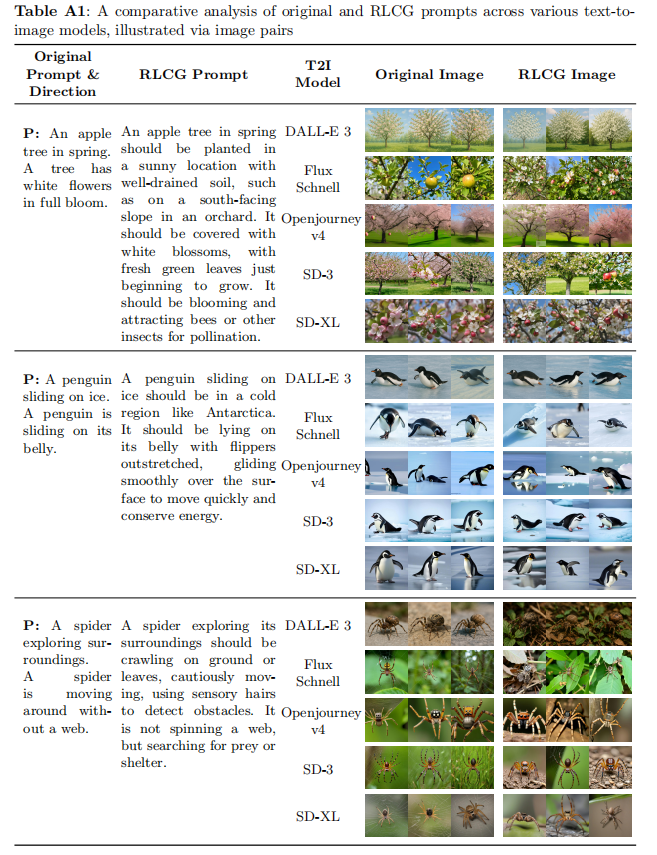 Table A1: A comparative analysis of original and RLCG prompts across various text-to-
image models, illustrated via image pairs
Original
Prompt &
Direction
RLCG Prompt
T2I
Model
Original Image
RLCG Image
P: An apple
tree in spring.
A tree has
white flowers
in full bloom.
An apple tree in spring
should be planted in
a sunny location with
well-drained soil, such
as on a south-facing
slope in an orchard. It
should be covered with
white blossoms, with
fresh green leaves just
beginning to grow. It
should be blooming and
attracting bees or other
insects for pollination.
DALL-E 3
Flux
Schnell
Openjourney
v4
SD-3
SD-XL
P: A penguin
sliding on ice.
A penguin is
sliding on its
belly.
A penguin sliding on
ice should be in a cold
region like Antarctica.
It should be lying on
its belly with flippers
outstretched, gliding
smoothly over the sur-
face to move quickly and
conserve energy.
DALL-E 3
Flux
Schnell
Openjourney
v4
SD-3
SD-XL
P: A spider
exploring sur-
roundings.
A spider
is moving
around with-
out a web.
A spider exploring its
surroundings should be
crawling on ground or
leaves, cautiously mov-
ing, using sensory hairs
to detect obstacles. It
is not spinning a web,
but searching for prey or
shelter.
DALL-E 3
Flux
Schnell
Openjourney
v4
SD-3
SD-XL